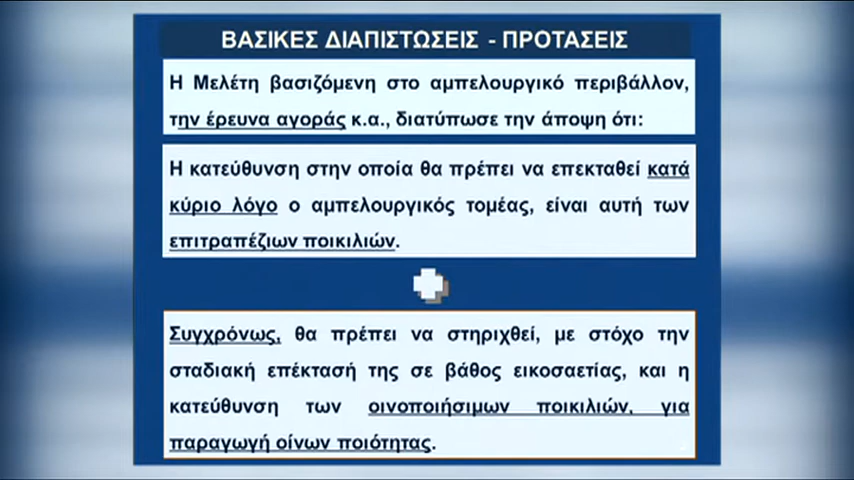 ΒΑΣΙΚΕΣ ΔΙΑΠΙΣΤΩΣΕΙΣ - ΠΡΟΤΑΣΕΙΣ
Η Μελέτη βασιζόμενη στο αμπελουργικό περιβάλλον,
την έρευνα αγοράς κ.α., διατύπωσε την άποψη ότι:
Η κατεύθυνση στην οποία θα πρέπει να επεκταθεί κατά
κύριο λόγο ο αμπελουργικός τομέας, είναι αυτή των
επιτραπέζιων ποικιλιών.
Συγχρόνως, θα πρέπει να στηριχθεί, με στόχο την
σταδιακή επέκτασή της σε βάθος εικοσαετίας, και η
κατεύθυνση των οινοποιήσιμων ποικιλιών, για
παραγωγή οίνων ποιότητας.